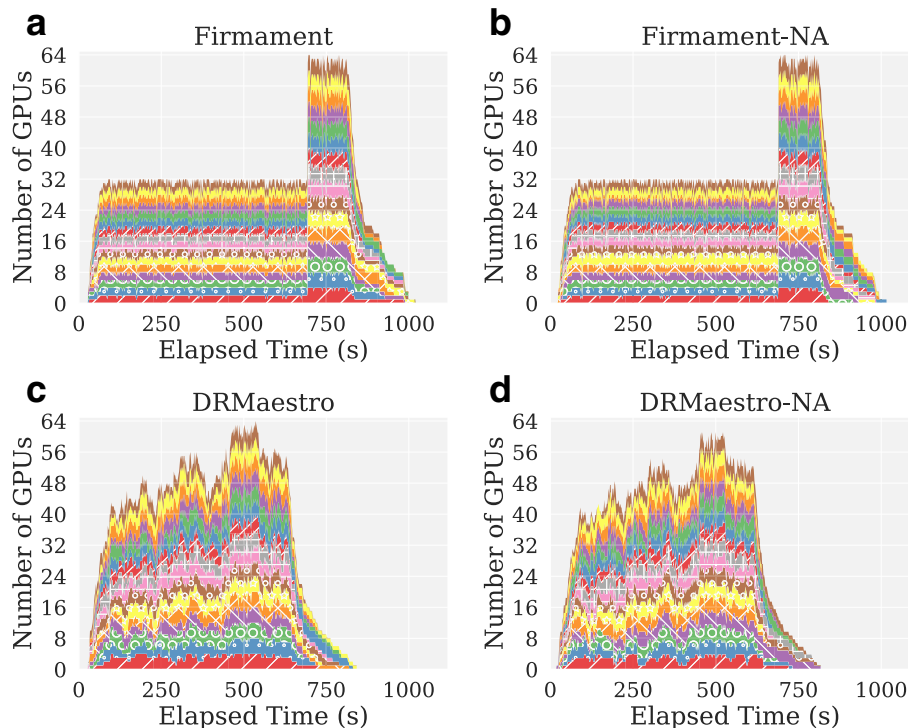 a
Firmament
Number of GPUs
64
56
48
40
32
24
16
8
0
0 250 500 750 1000
Elapsed Time (s)
b
Firmament-NA
Number of GPUs
64
56
48
40
32
24
16
8
0
0 250 500 750 1000
Elapsed Time (s)
c
DRMaestro
Number of GPUs
64
56
48
40
32
24
16
8
0
0 250 500 750 1000
Elapsed Time (s)
d
DRMaestro-NA
Number of GPUs
64
56
48
40
32
24
16
8
0
0 250 500 750 1000
Elapsed Time (s)